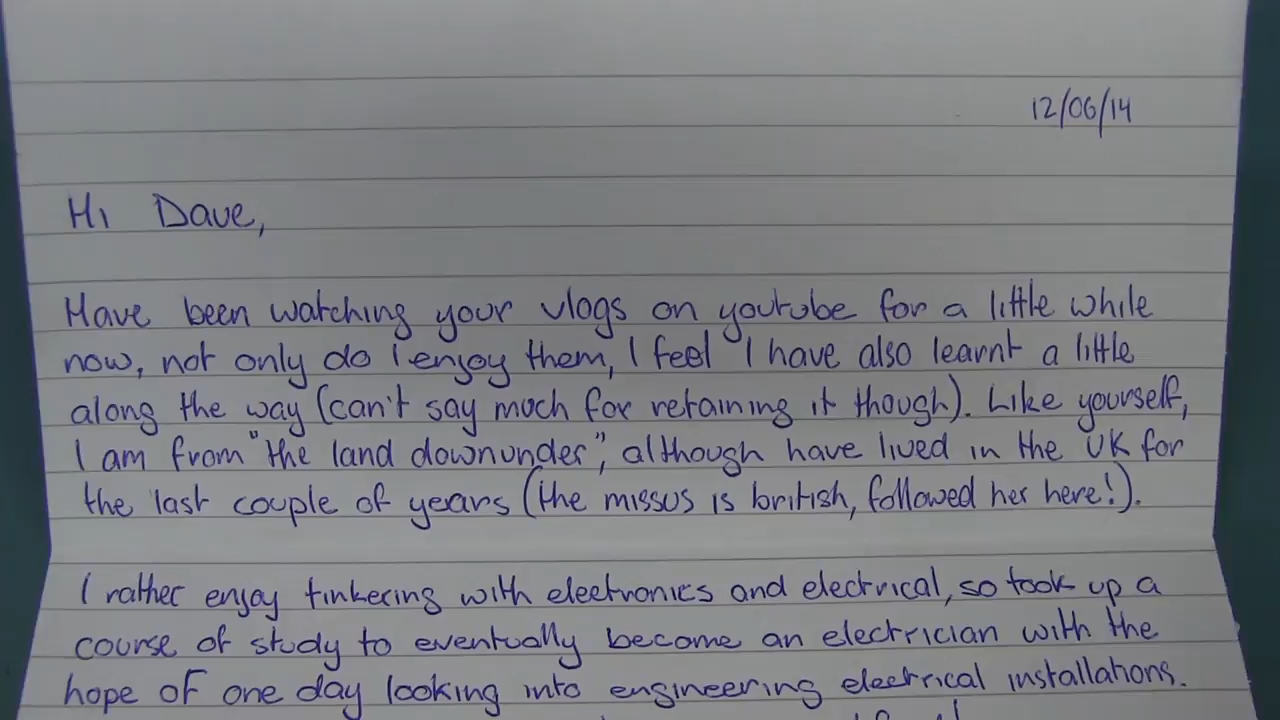 12/06/14
Hi Dave,
Have been watching your vlogs on youtube for a little while
now, not only do I enjoy them, I feel I have also learnt a little
along the way (can't say much for retaining it though). Like yourself,
I am from "the land downunder", although have lived in the UK for
the last couple of years (the missus is british, followed her here!).
I rather enjoy tinkering with electronics and electrical, so took up a
course of study to eventually become an electrician with the
hope of one day looking into engineering electrical installations.